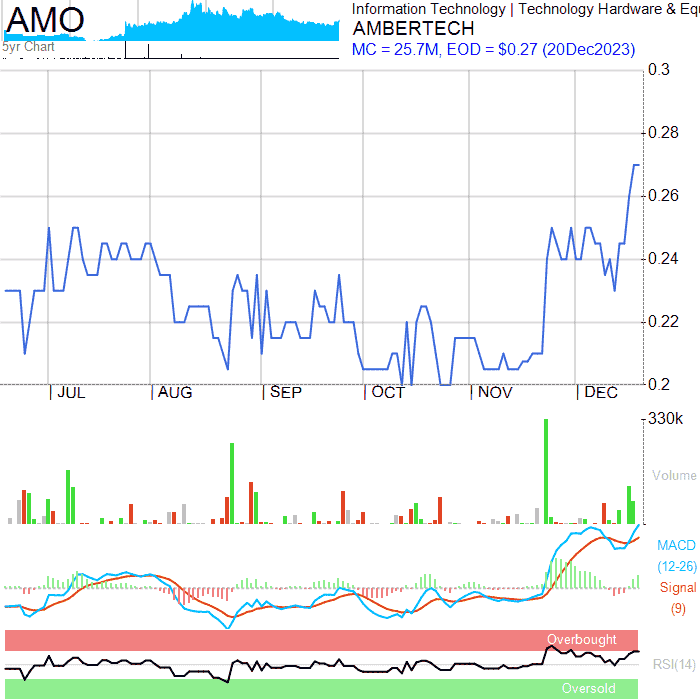 AMO
5yr Chart
Information Technology | Technology Hardware & Equ
AMBERTECH
MC = 25.7M, EOD = $0.27 (20Dec2023)
0.3
0.28
0.26
0.24
0.22
0.2
JUL AUG SEP OCT NOV DEC
330k
Volume
MACD
(12-26)
Signal
(9)
Overbought
RSI(14)
Oversold